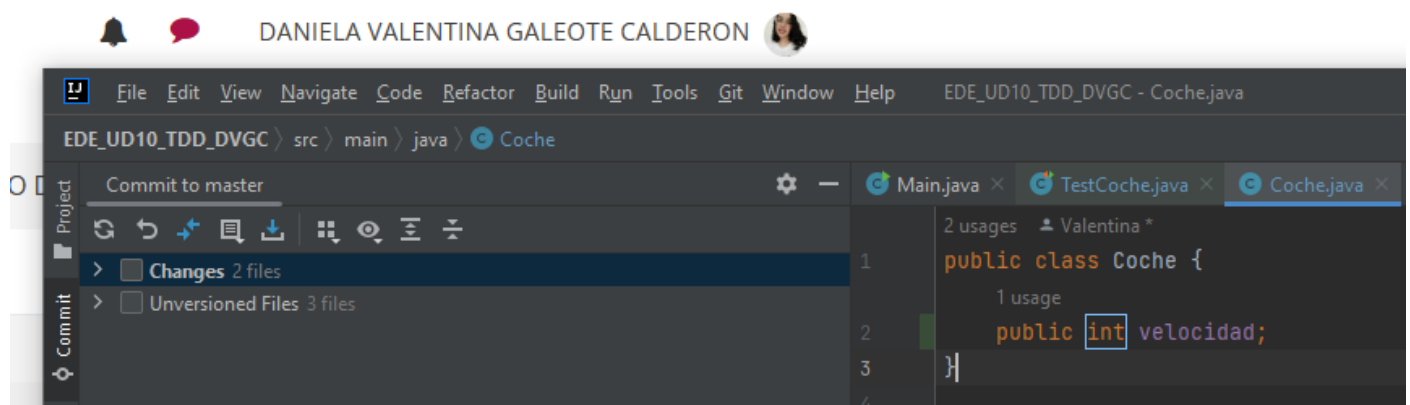 DANIELA VALENTINA GALEOTE CALDERON
IJ File Edit View Navigate Code Refactor Build Run Tools Git Window Help EDE_UD10_TDD_DVGC - Coche.java
EDE_UD10_TDD_DVGC src main java C Coche
O D
Project
Commit to master
Commit
Changes 2 files
Unversioned Files 3 files
Main.java TestCoche.java Coche.java
2 usages Valentina *
1 public class Coche {
1 usage
2 public int velocidad;
3 }
4